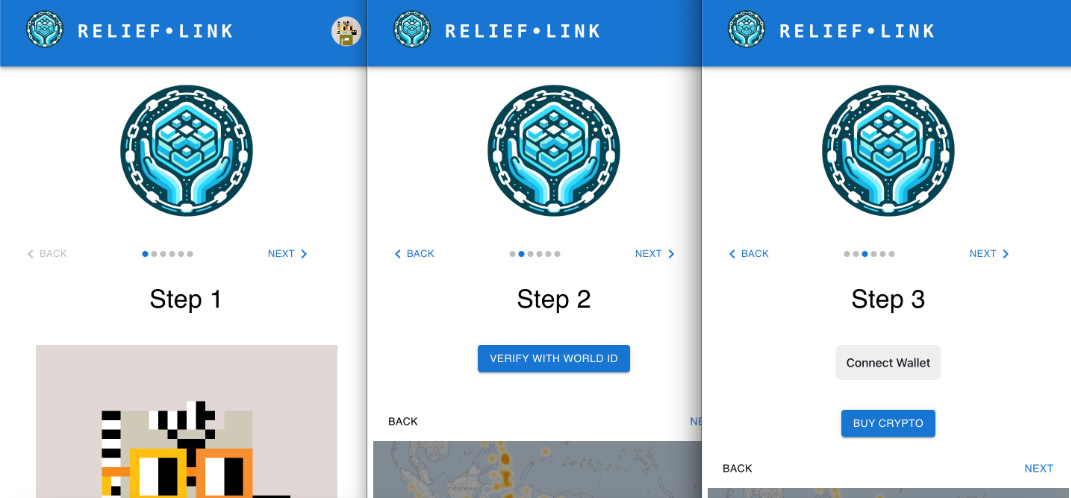 RELIEF•LINK
BACK
NEXT
Step 1
RELIEF•LINK
BACK
NEXT
Step 2
VERIFY WITH WORLD ID
BACK
NE
RELIEF•LINK
BACK
NEXT
Step 3
Connect Wallet
BUY CRYPTO
BACK
NEXT